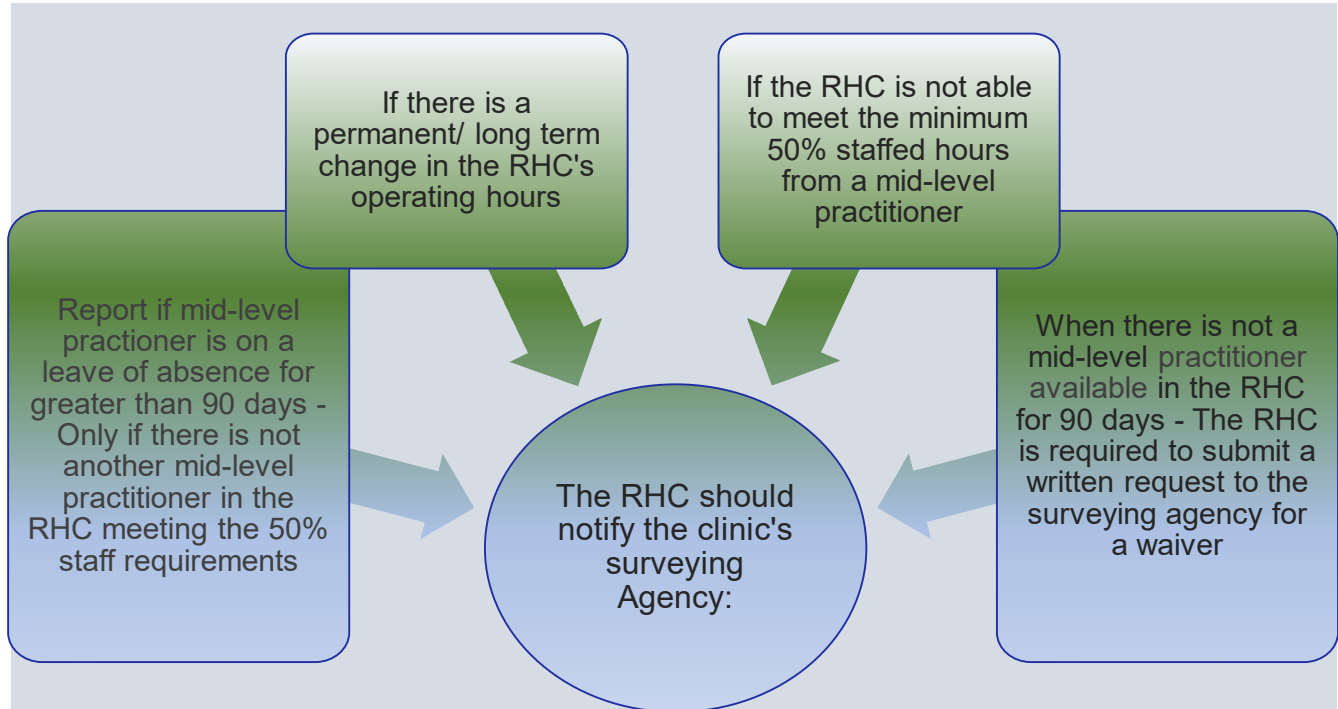 If there is a
permanent/ long term
change in the RHC's
operating hours
If the RHC is not able
to meet the minimum
50% staffed hours
from a mid-level
practitioner
Report if mid-level
practioner is on a
leave of absence for
greater than 90 days -
Only if there is not
another mid-level
practitioner in the
RHC meeting the 50%
staff requirements
When there is not a
mid-level practitioner
available in the RHC
for 90 days - The RHC
is required to submit a
written request to the
surveying agency for
a waiver
The RHC should
notify the clinic's
surveying
Agency: